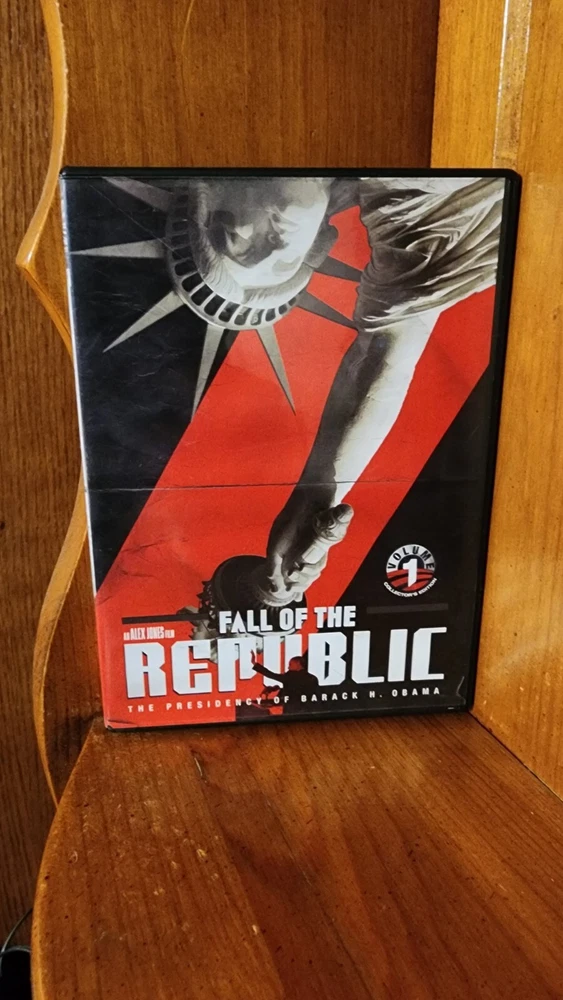 VOLUME
1
COLLECTOR'S EDITION
FALL OF THE
AN ALEX JONES FILM
REPUBLIC
THE PRESIDENCY OF BARACK H. OBAMA